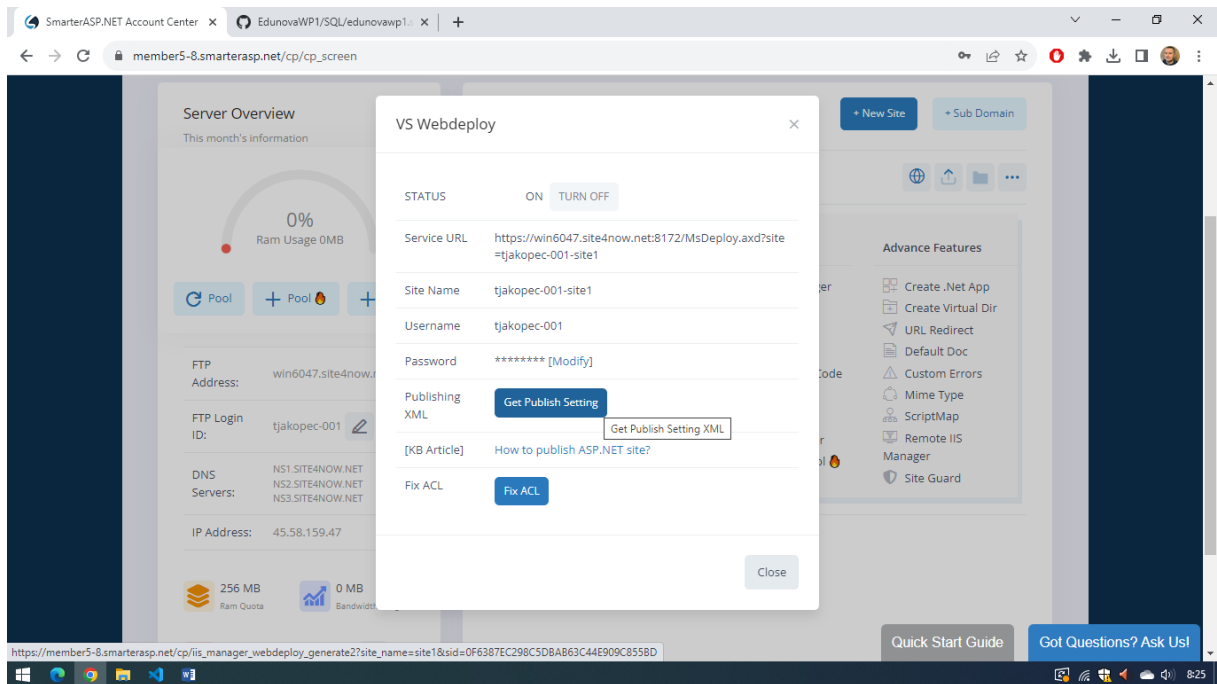 SmarterASP.NET Account Center
EdunovaWP1/SQL/edunovawp1.s
member5-8.smarterasp.net/cp/cp_screen
Server Overview
This month's information
0%
Ram Usage 0MB
Pool
Pool
FTP Address:
win6047.site4now.
FTP Login ID:
tjakopec-001
DNS Servers:
NS1.SITE4NOW.NET
NS2.SITE4NOW.NET
NS3.SITE4NOW.NET
IP Address:
45.58.159.47
256 MB
Ram Quota
0 MB
VS Webdeploy
STATUS
ON
TURN OFF
Service URL
https://win6047.site4now.net:8172/MsDeploy.axd?site
=tjakopec-001-site1
Site Name
tjakopec-001-site1
Username
tjakopec-001
Password
******** [Modify]
Publishing
XML
Get Publish Setting
Get Publish Setting XML
[KB Article]
How to publish ASP.NET site?
Fix ACL
Fix ACL
Close
+ New Site
+ Sub Domain
Advance Features
Create .Net App
Create Virtual Dir
URL Redirect
Default Doc
Custom Errors
Mime Type
ScriptMap
Remote IIS
Manager
Site Guard
Code
Quick Start Guide
Got Questions? Ask Us!
https://member5-8.smarterasp.net/cp/iis_manager_webdeploy_generate2?site_name=site1&sid=0F6387EC298C5DBAB63C44E909C855BD
8:25